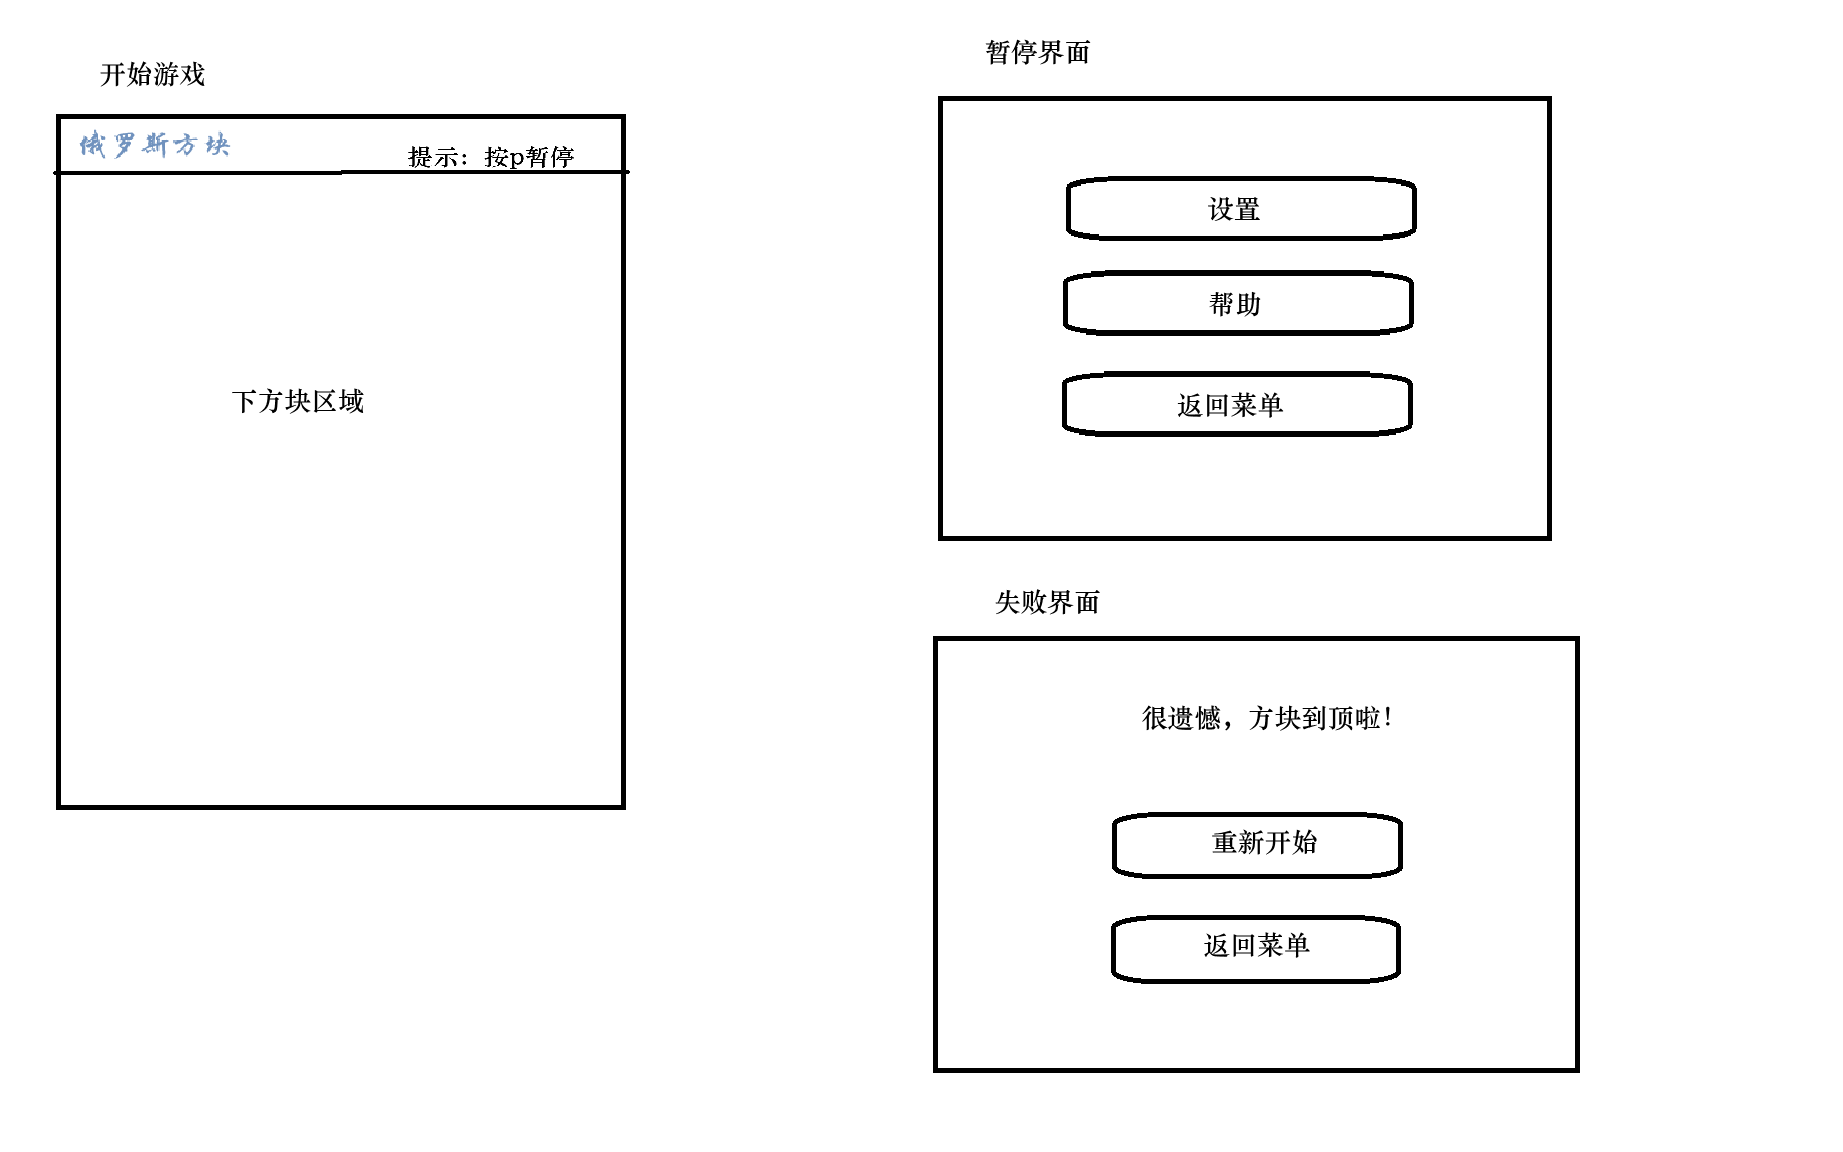 开始游戏
俄罗斯方块
提示：按p暂停
下方块区域
暂停界面
设置
帮助
返回菜单
失败界面
很遗憾，方块到顶啦！
重新开始
返回菜单